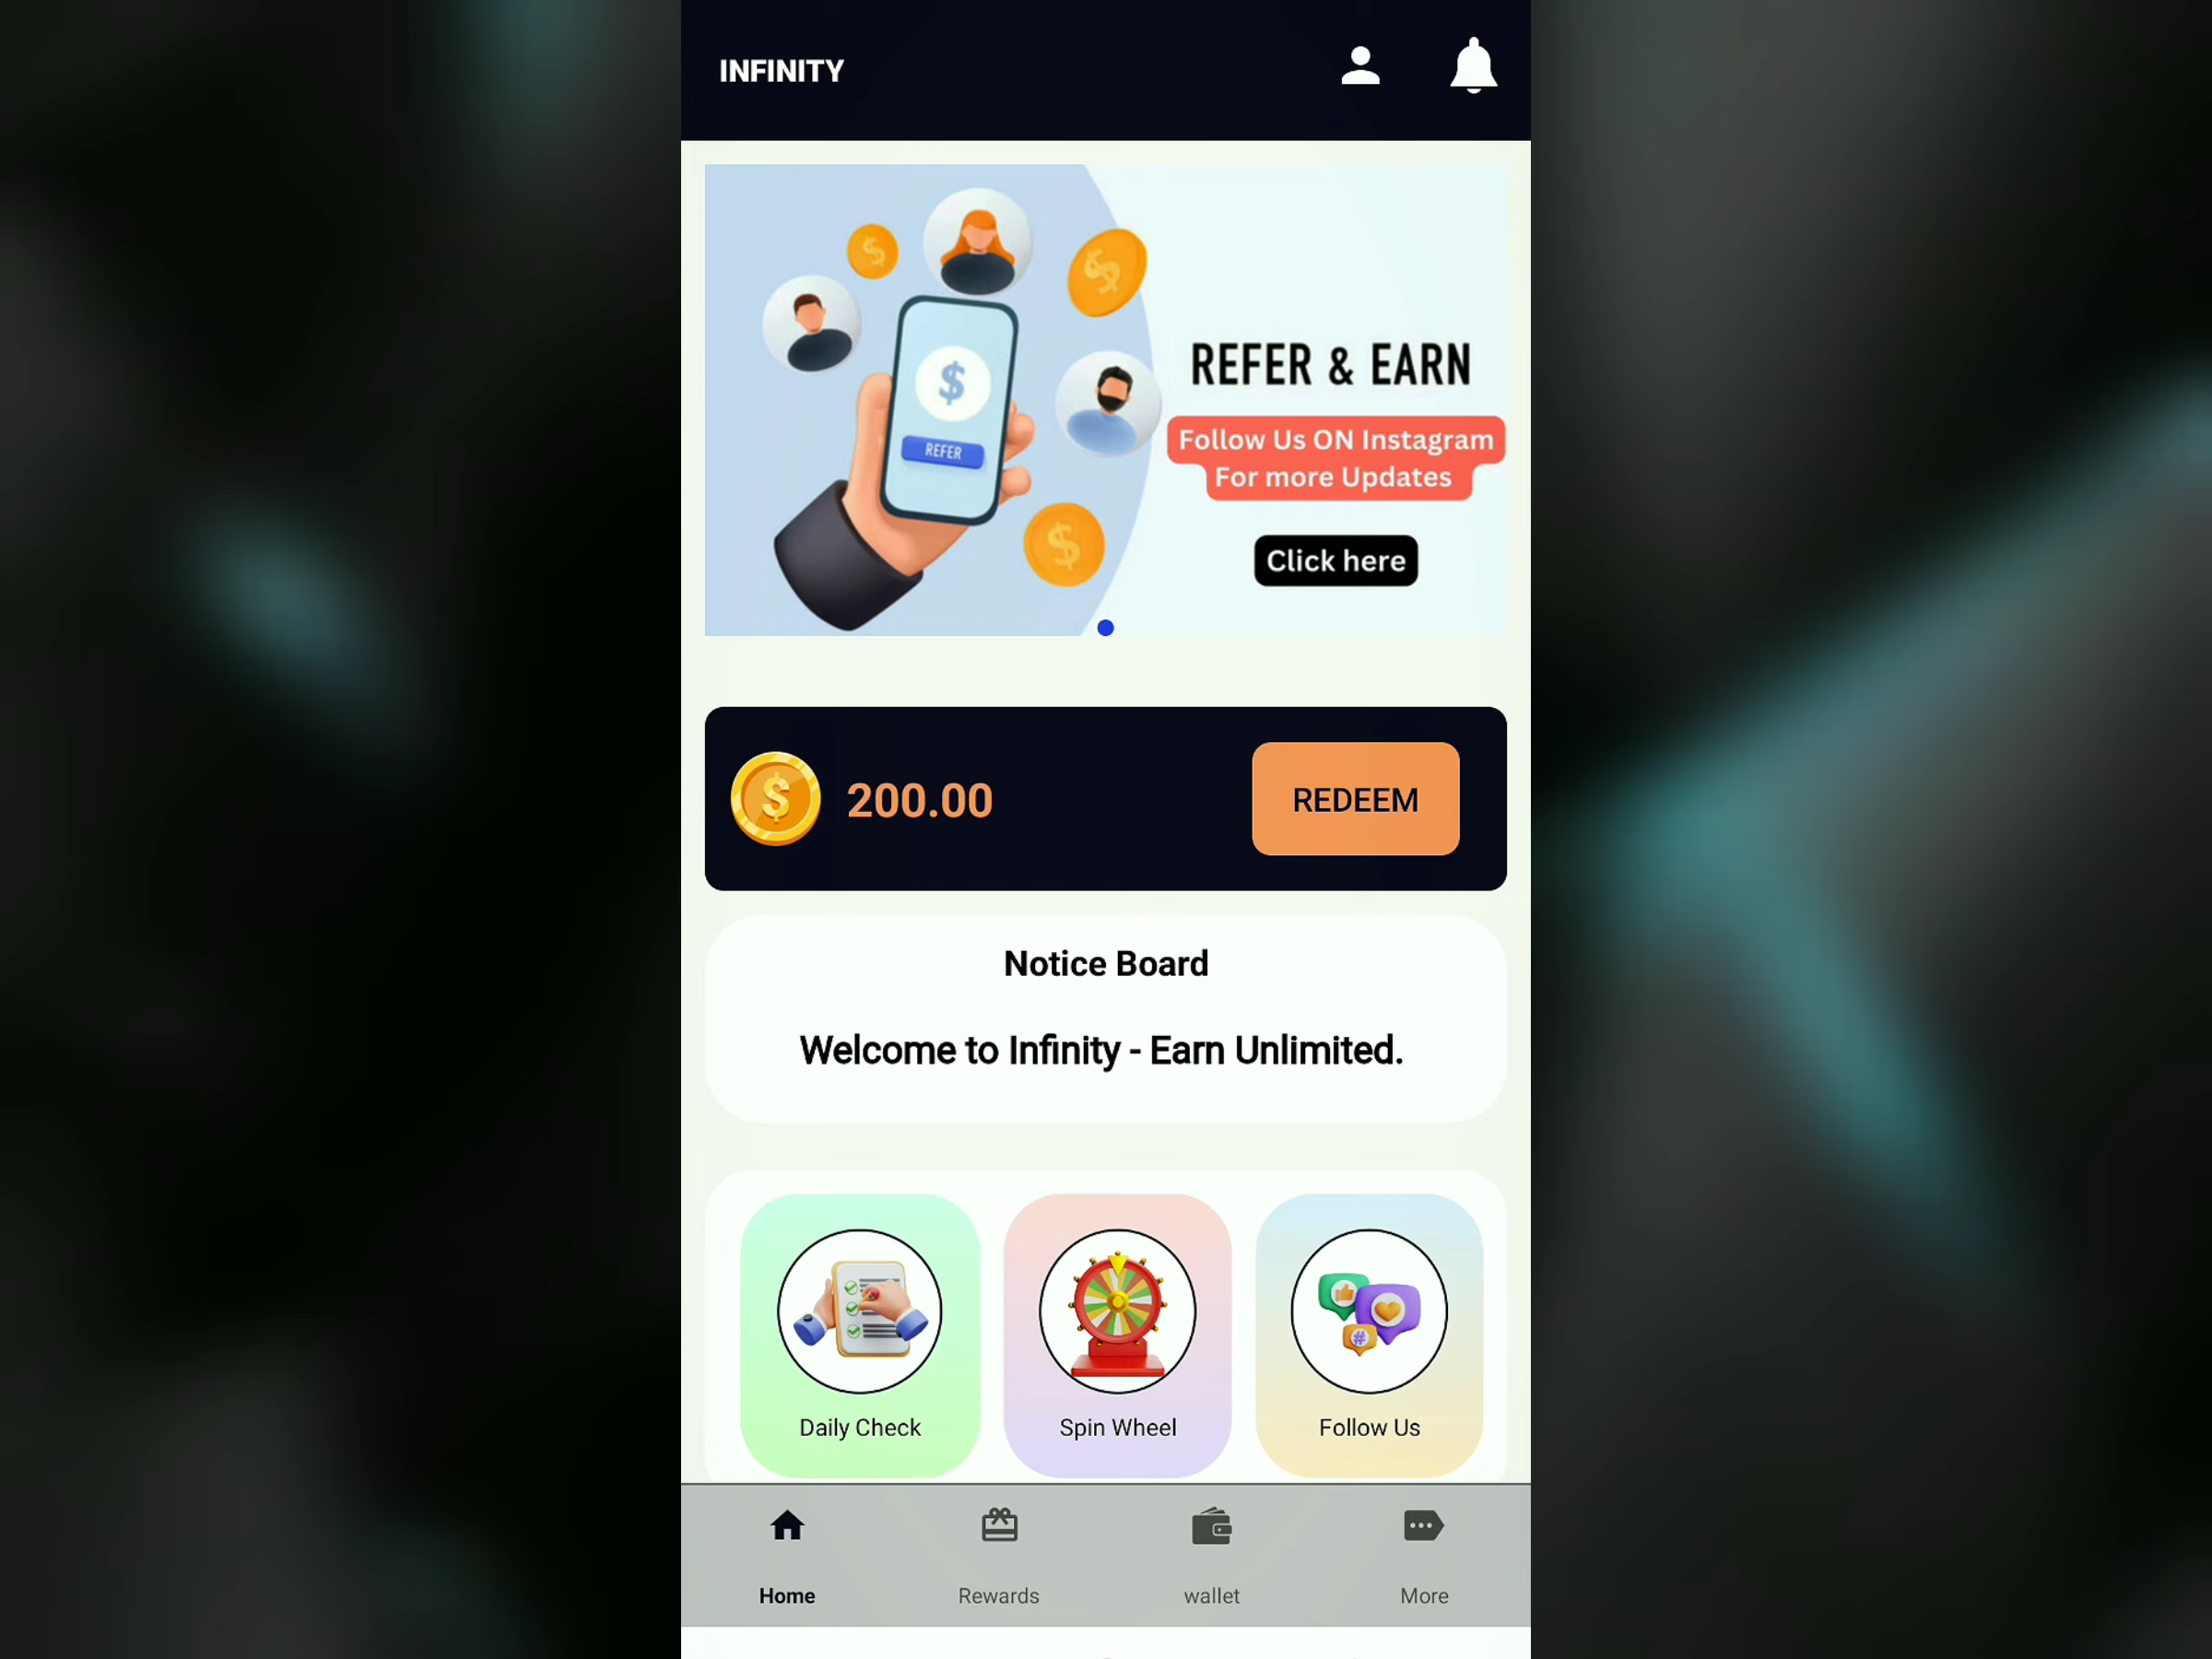 INFINITY
REFER
REFER & EARN
Follow Us ON Instagram
For more Updates
Click here
200.00
REDEEM
Notice Board
Welcome to Infinity - Earn Unlimited.
Daily Check
Spin Wheel
Follow Us
Home
Rewards
wallet
More